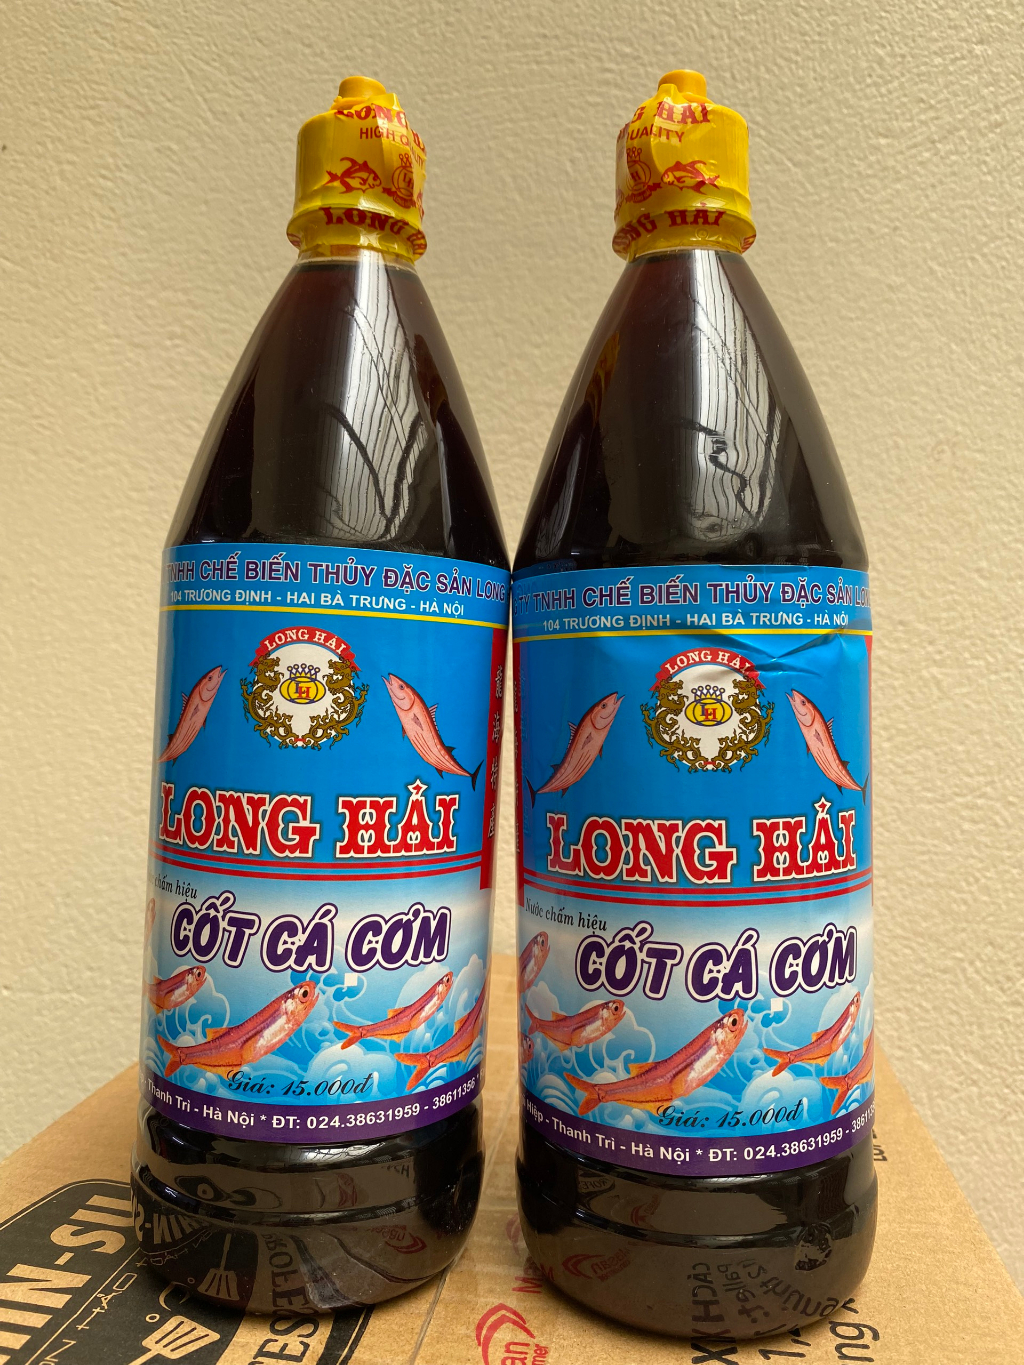 LONG HẢI
HIGH
LONG HẢI
TNHH CHẾ BIẾN THỦY ĐẶC SẢN LONG
104 TRƯƠNG ĐỊNH - HAI BÀ TRƯNG - HÀ NỘI
LONG HẢI
LH
LONG HẢI
chấm hiệu
CỐT CÁ CƠM
Giá: 15.000đ
Thanh Trì - Hà Nội * ĐT: 024.38631959 - 38611356
HẢI
LONG HẢI
TNHH CHẾ BIẾN THỦY ĐẶC SẢN LONG
104 TRƯƠNG ĐỊNH - HAI BÀ TRƯNG - HÀ NỘI
LONG HẢI
LH
LONG HẢI
Nước chấm hiệu
CỐT CÁ CƠM
Giá: 15.000đ
Hiệp - Thanh Trì - Hà Nội * ĐT: 024.38631959